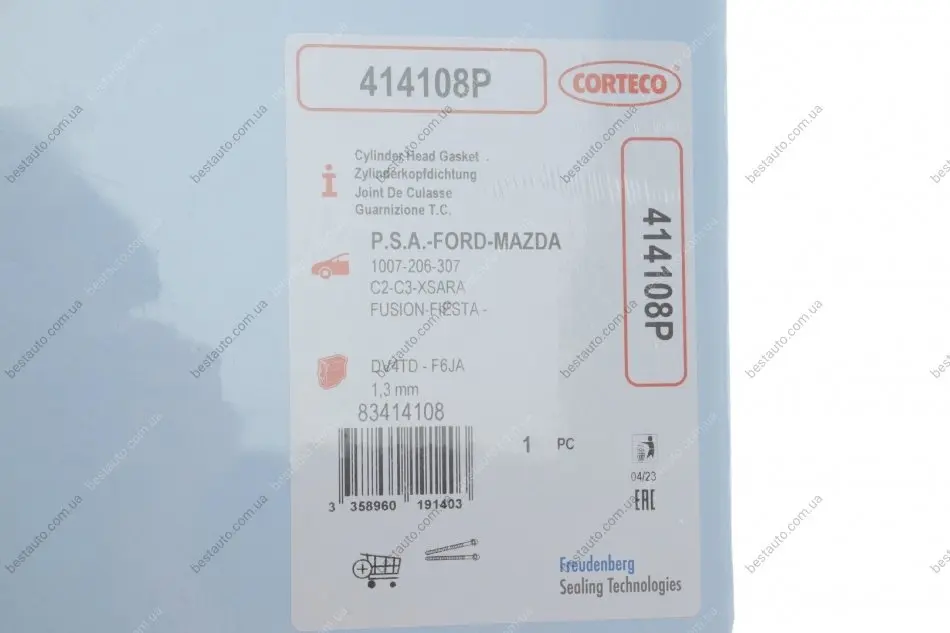 414108P
CORTECO
Cylinder Head Gasket
Zylinderkopfdichtung
Joint De Culasse
Guarnizione T.C.
414108P
P.S.A.-FORD-MAZDA
1007-206-307
C2-C3-XSARA
FUSION-FIESTA -
DV4TD - F6JA
1,3 mm
83414108
1 PC
3 358960 191403
04/23
EAC
Freudenberg
Sealing Technologies
bestauto.com.ua